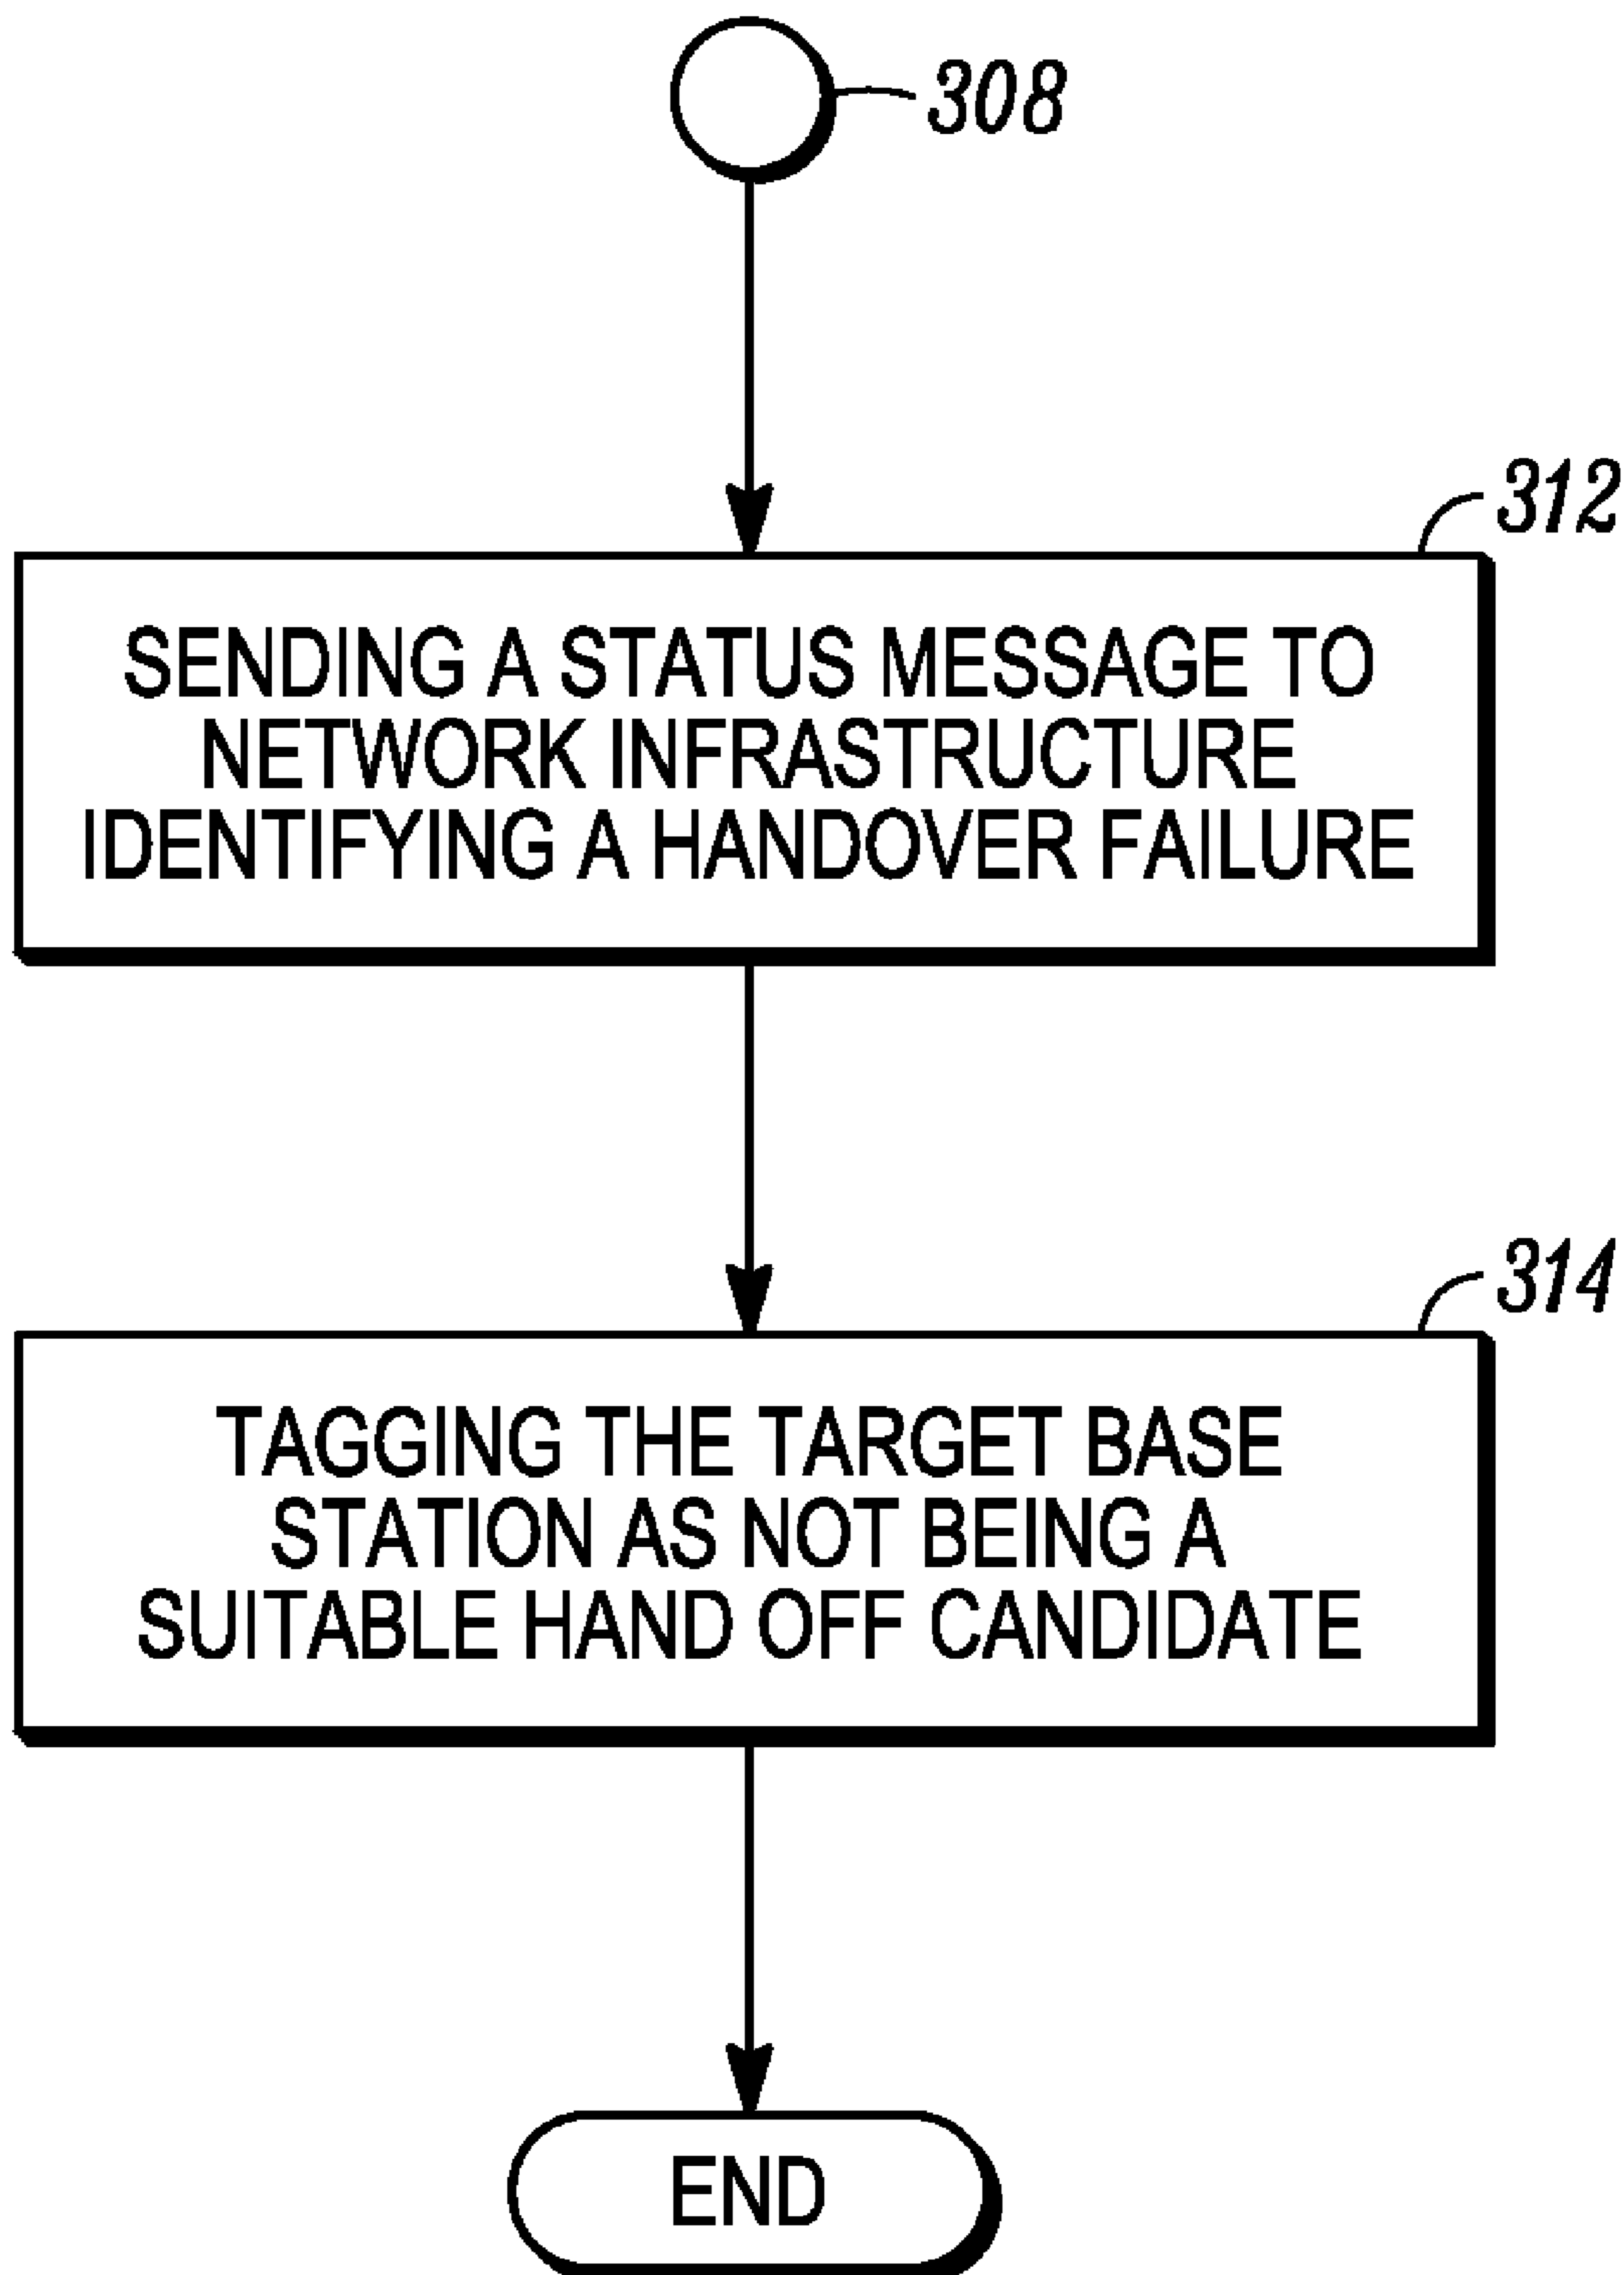 308
312
SENDING A STATUS MESSAGE TO
NETWORK INFRASTRUCTURE
IDENTIFYING A HANDOVER FAILURE
314
TAGGING THE TARGET BASE
STATION AS NOT BEING A
SUITABLE HAND OFF CANDIDATE
END